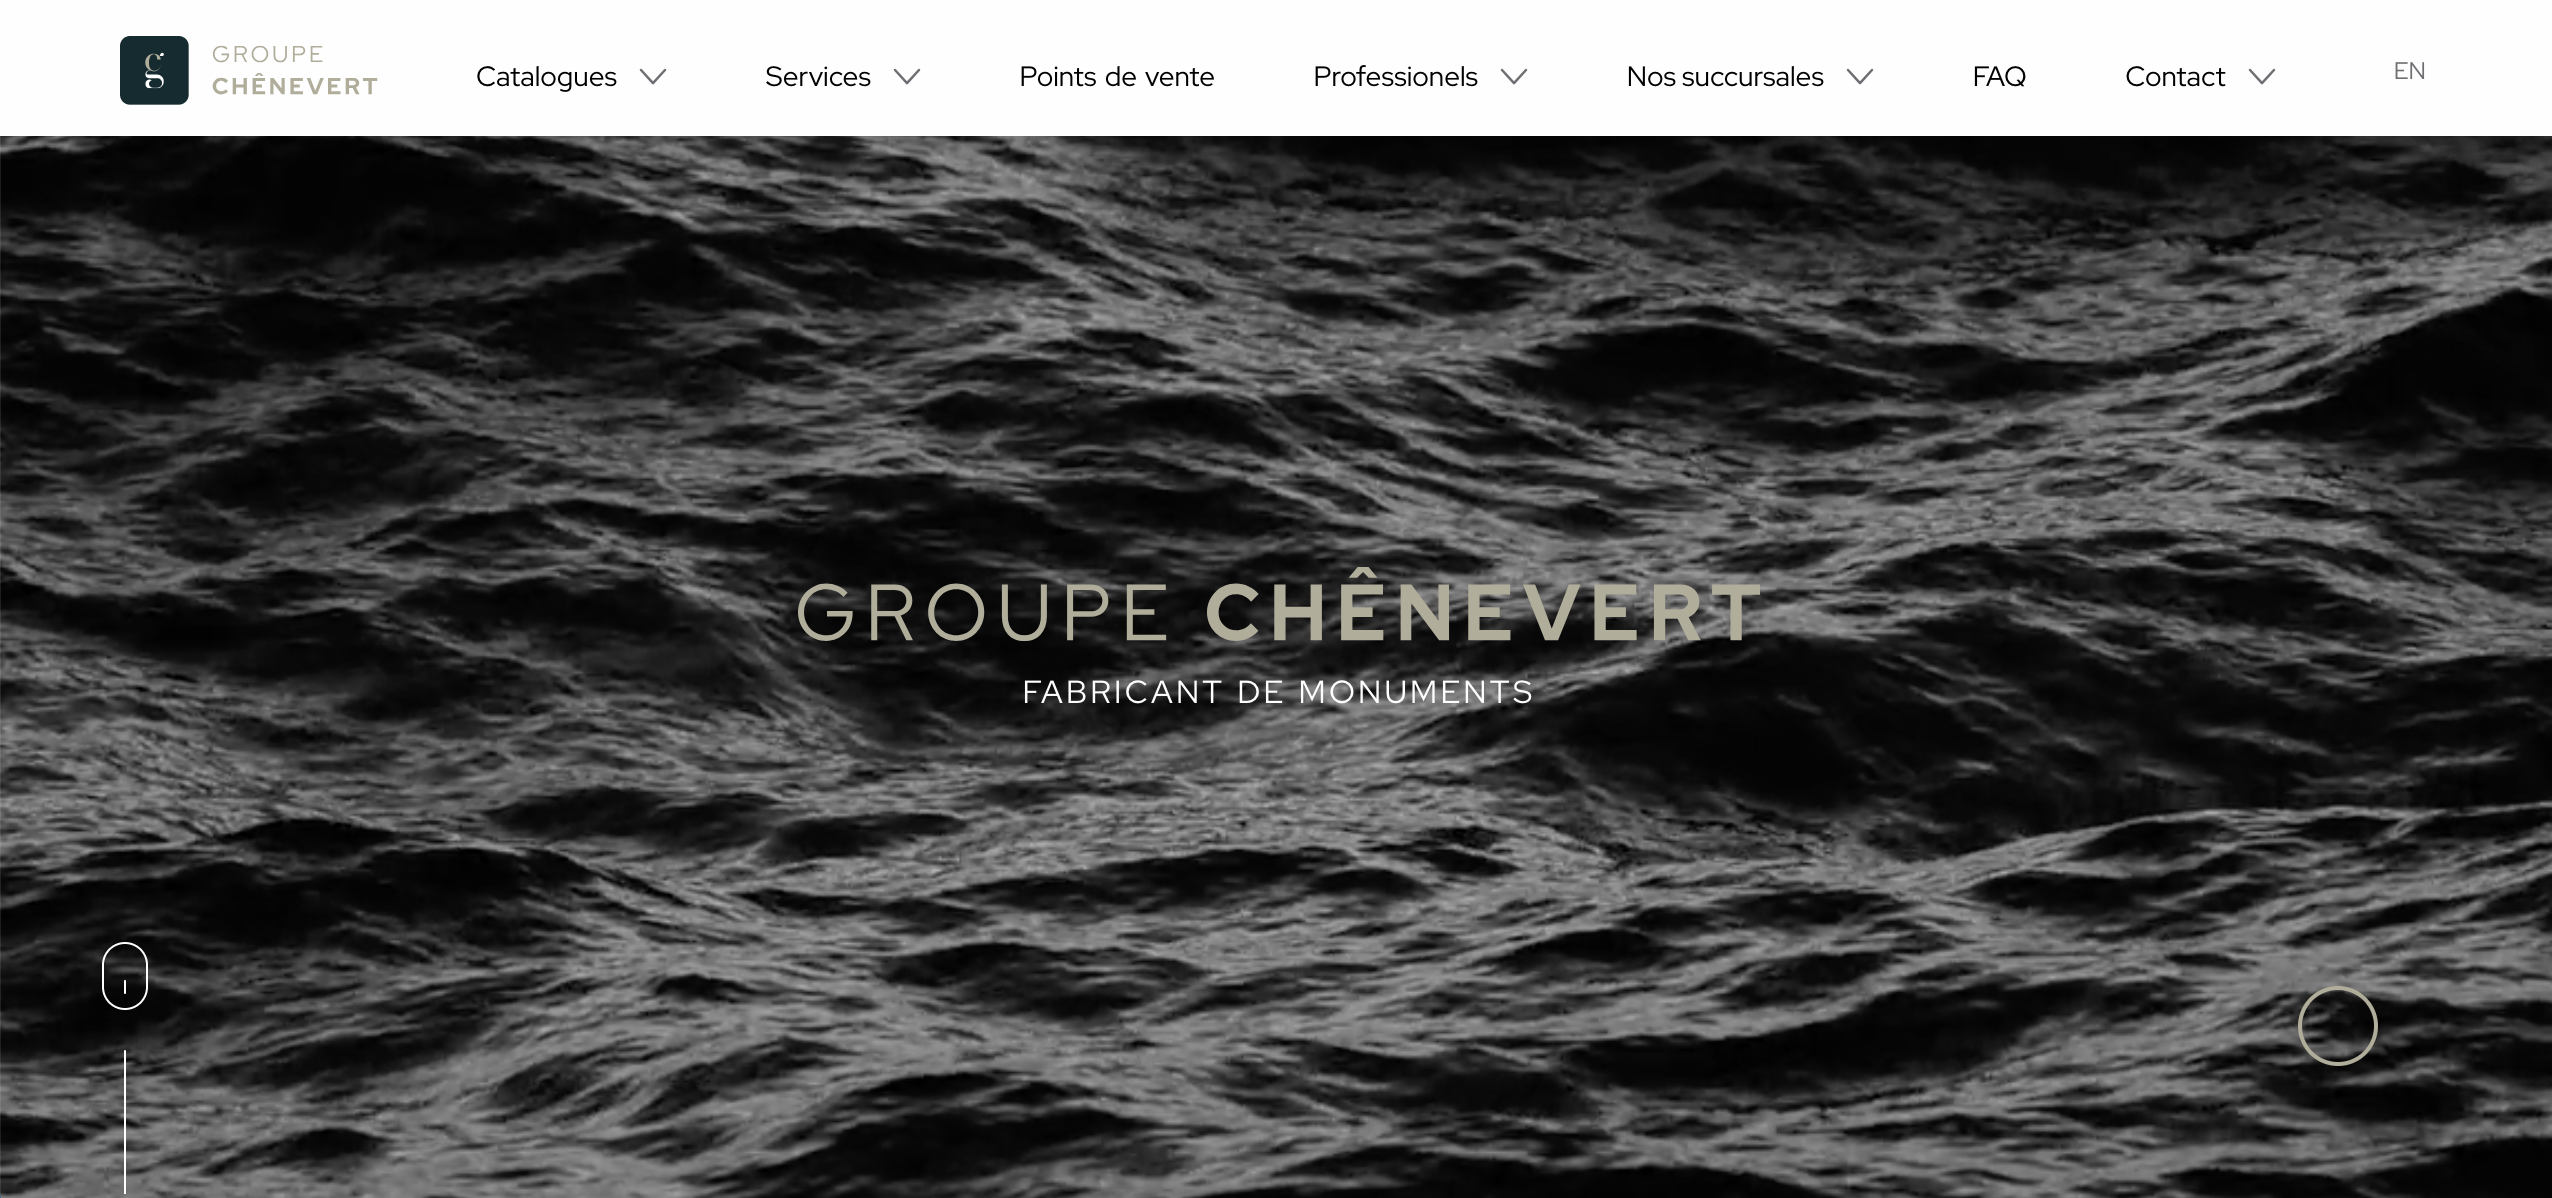 GROUPE
CHÊNEVERT
Catalogues
Services
Points de vente
Professionels
Nos succursales
FAQ
Contact
EN
GROUPE CHÊNEVERT
FABRICANT DE MONUMENTS